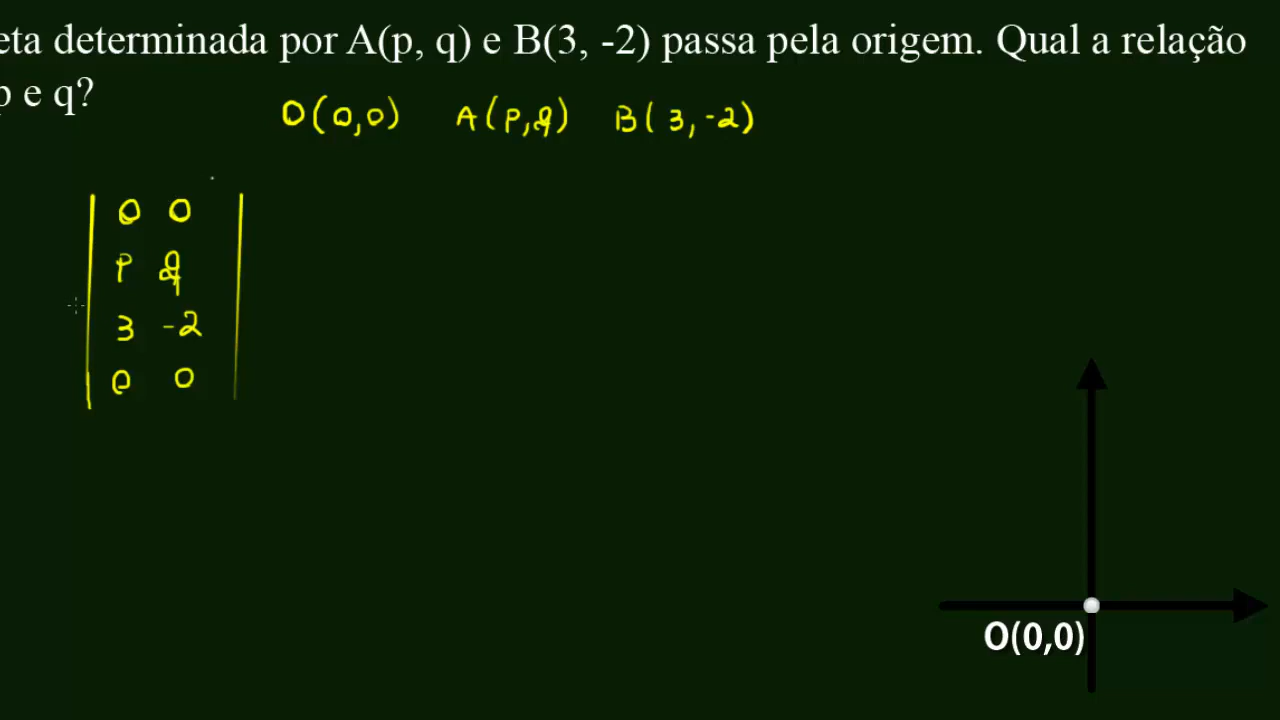 eta determinada por A(p, q) e B(3, -2) passa pela origem. Qual a relação
p e q?
O(0,0) A(P,q) B(3,-2)
0 0
P q
3 -2
0 0
O(0,0)